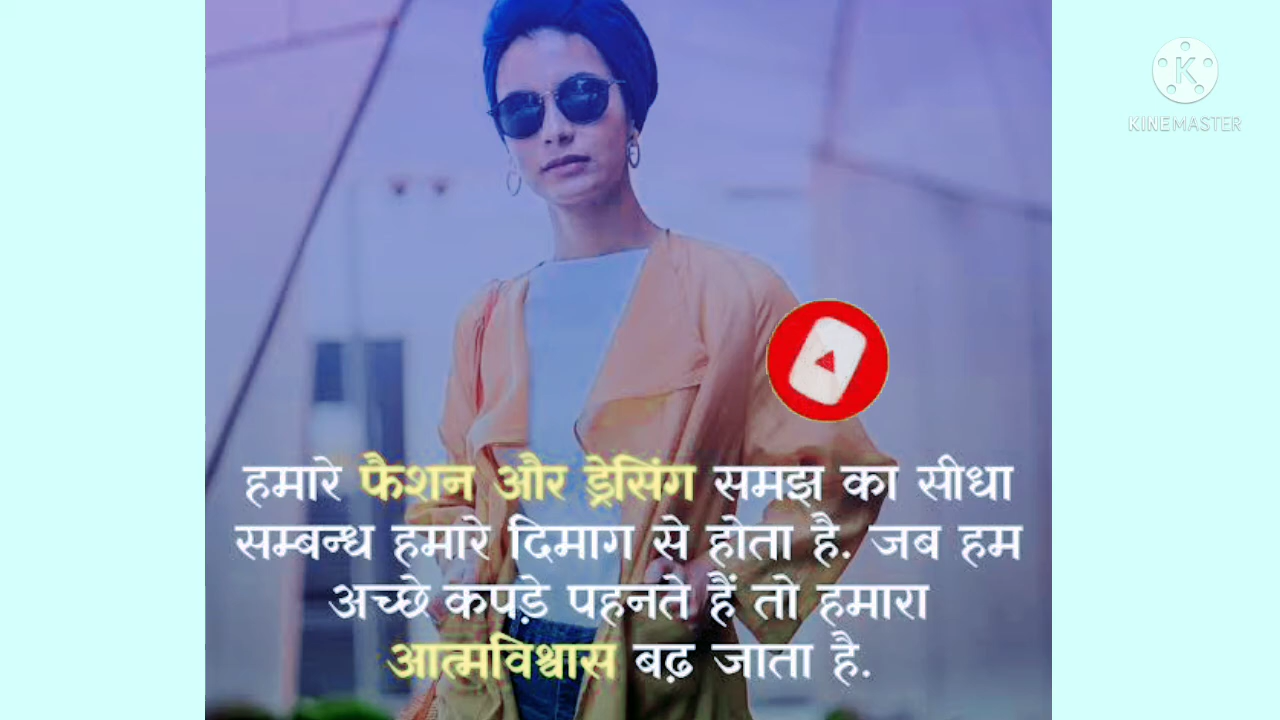 KINEMASTER
हमारे फैशन और ड्रेसिंग समझ का सीधा
सम्बन्ध हमारे दिमाग से होता है. जब हम
अच्छे कपड़े पहनते हैं तो हमारा
आत्मविश्वास बढ़ जाता है.